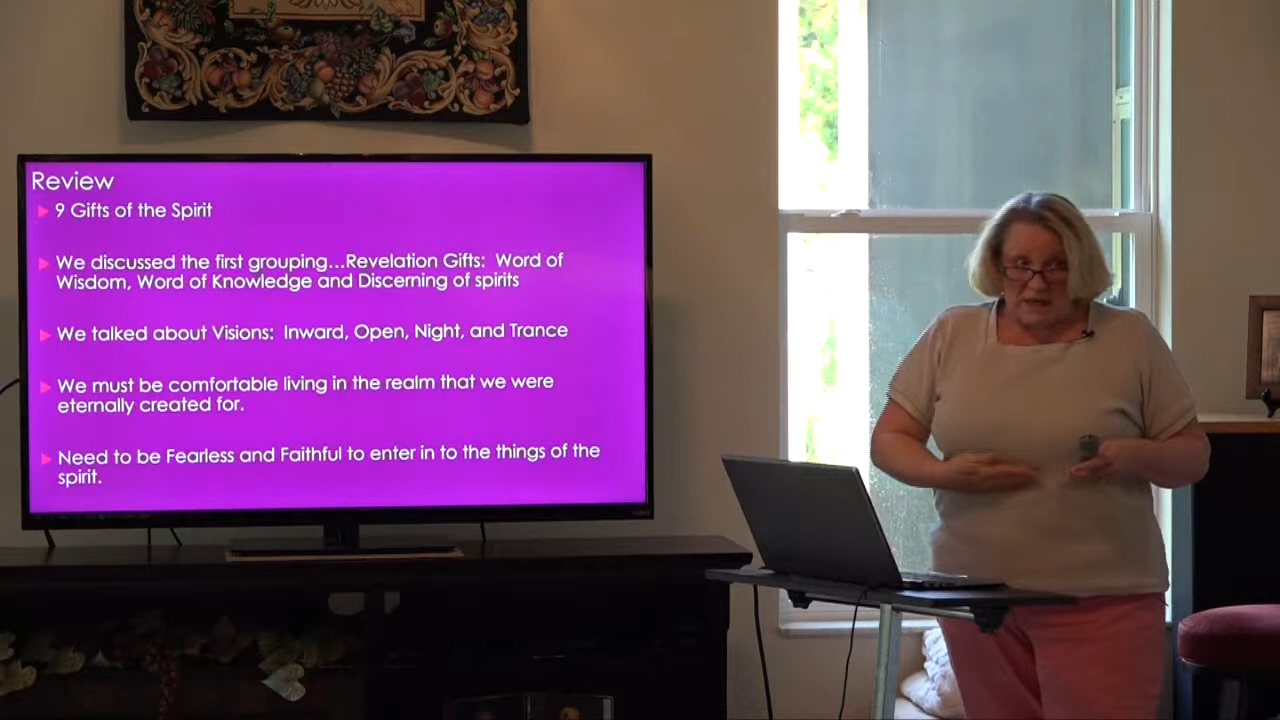 Review
9 Gifts of the Spirit
We discussed the first grouping...Revelation Gifts: Word of
Wisdom, Word of Knowledge and Discerning of spirits
We talked about Visions: Inward, Open, Night, and Trance
We must be comfortable living in the realm that we were
eternally created for.
Need to be Fearless and Faithful to enter in to the things of the
spirit.